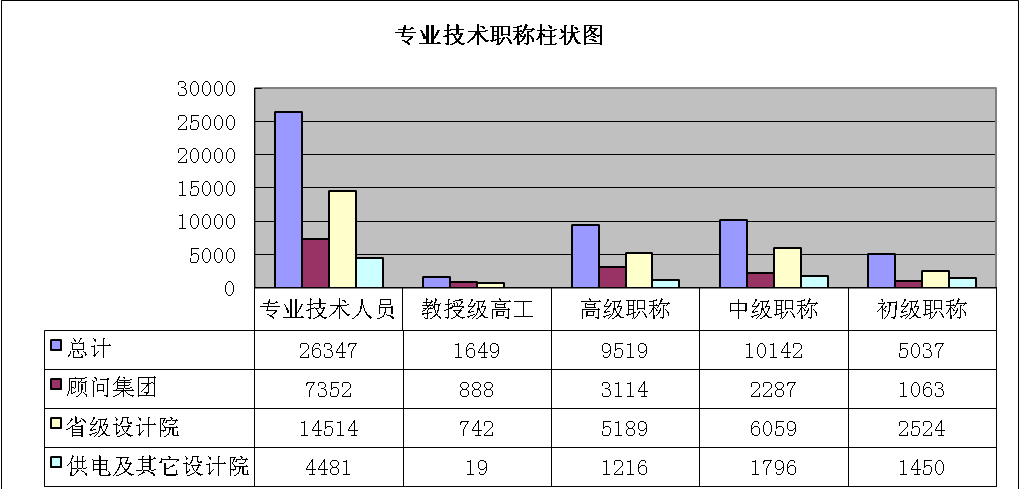 专业技术职称柱状图
30000
25000
20000
15000
10000
5000
0
专业技术人员 教授级高工 高级职称 中级职称 初级职称
总计 26347 1649 9519 10142 5037
顾问集团 7352 888 3114 2287 1063
省级设计院 14514 742 5189 6059 2524
供电及其它设计院 4481 19 1216 1796 1450